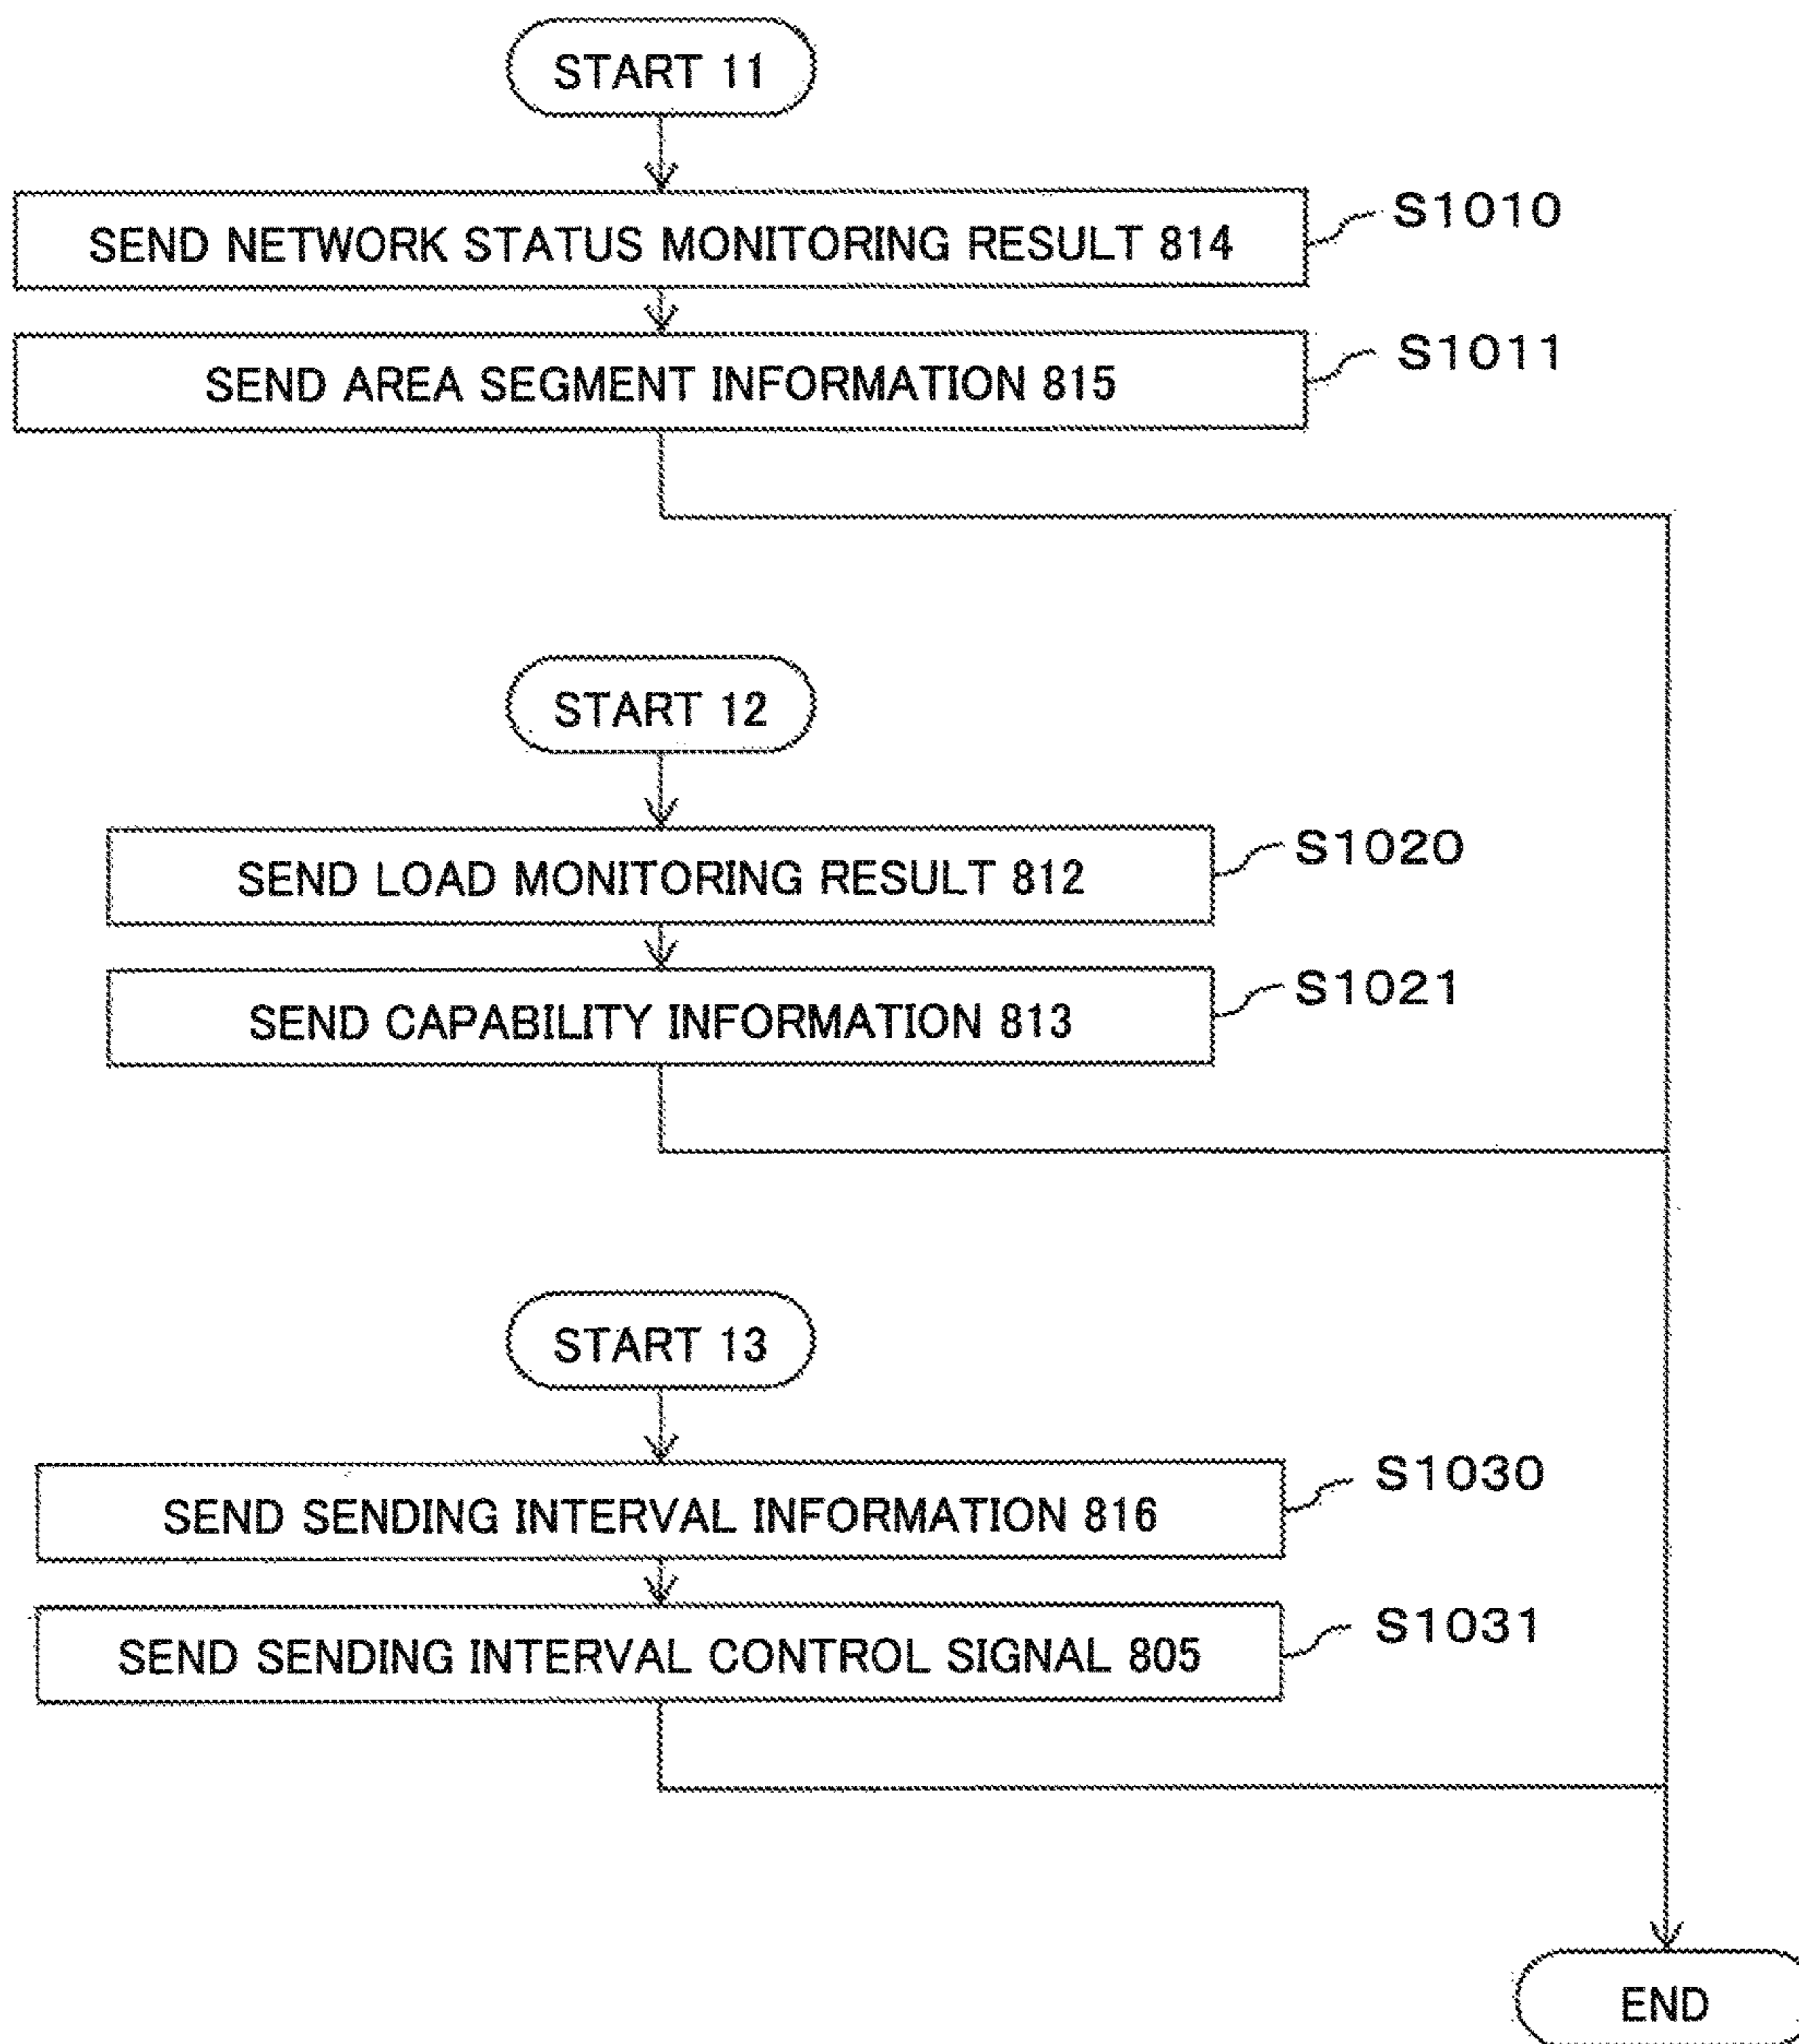 START 11
SEND NETWORK STATUS MONITORING RESULT 814
S1010
SEND AREA SEGMENT INFORMATION 815
S1011
START 12
SEND LOAD MONITORING RESULT 812
S1020
SEND CAPABILITY INFORMATION 813
S1021
START 13
SEND SENDING INTERVAL INFORMATION 816
S1030
SEND SENDING INTERVAL CONTROL SIGNAL 805
S1031
END